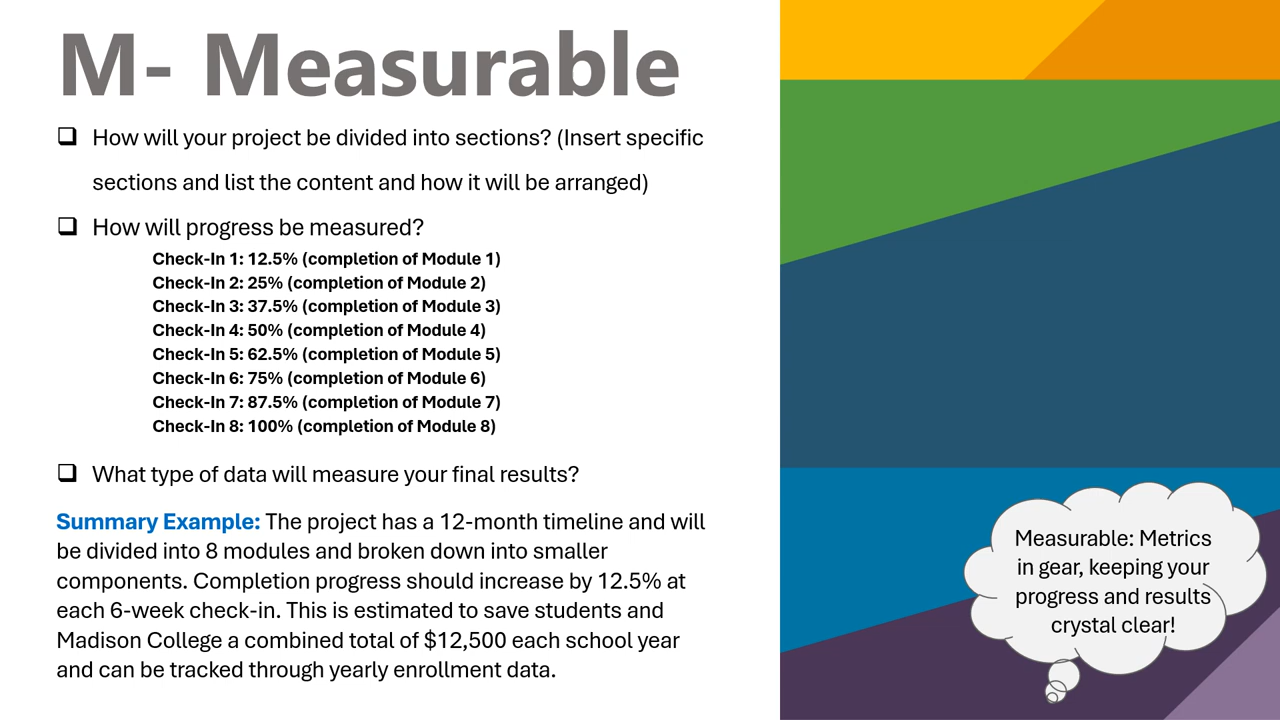 M- Measurable
❑ How will your project be divided into sections? (Insert specific
sections and list the content and how it will be arranged)
❑ How will progress be measured?
Check-In 1: 12.5% (completion of Module 1)
Check-In 2: 25% (completion of Module 2)
Check-In 3: 37.5% (completion of Module 3)
Check-In 4: 50% (completion of Module 4)
Check-In 5: 62.5% (completion of Module 5)
Check-In 6: 75% (completion of Module 6)
Check-In 7: 87.5% (completion of Module 7)
Check-In 8: 100% (completion of Module 8)
❑ What type of data will measure your final results?
Summary Example: The project has a 12-month timeline and will
be divided into 8 modules and broken down into smaller
components. Completion progress should increase by 12.5% at
each 6-week check-in. This is estimated to save students and
Madison College a combined total of $12,500 each school year
and can be tracked through yearly enrollment data.
Measurable: Metrics
in gear, keeping your
progress and results
crystal clear!